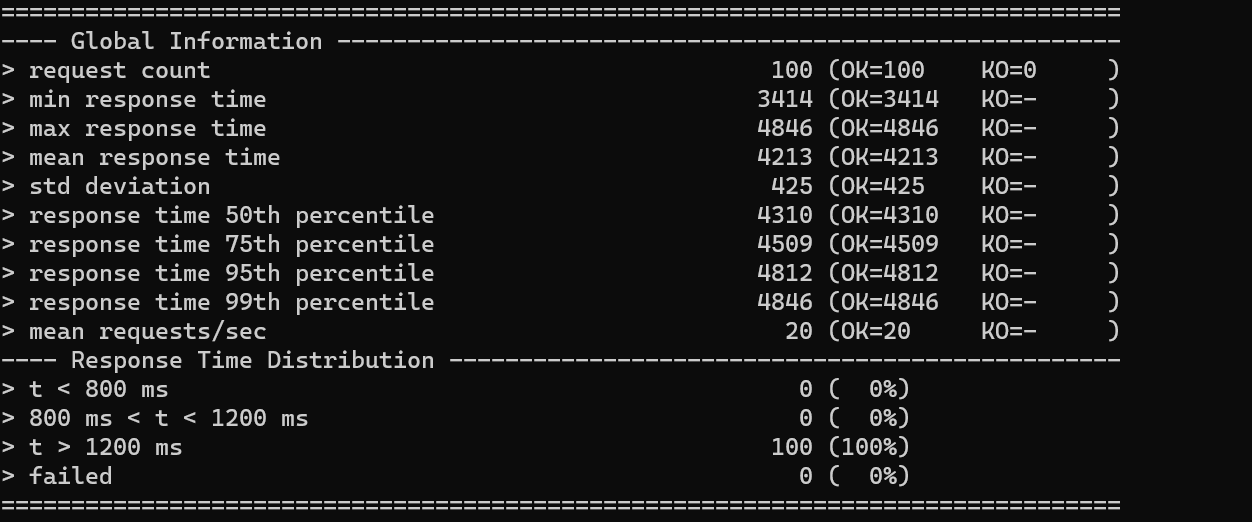 ================================================================================
---- Global Information --------------------------------------------------------
> request count                                        100 (OK=100    KO=0     )
> min response time                                   3414 (OK=3414   KO=-     )
> max response time                                   4846 (OK=4846   KO=-     )
> mean response time                                  4213 (OK=4213   KO=-     )
> std deviation                                        425 (OK=425    KO=-     )
> response time 50th percentile                       4310 (OK=4310   KO=-     )
> response time 75th percentile                       4509 (OK=4509   KO=-     )
> response time 95th percentile                       4812 (OK=4812   KO=-     )
> response time 99th percentile                       4846 (OK=4846   KO=-     )
> mean requests/sec                                     20 (OK=20     KO=-     )
---- Response Time Distribution ------------------------------------------------
> t < 800 ms                                             0 (  0%)
> 800 ms < t < 1200 ms                                   0 (  0%)
> t > 1200 ms                                          100 (100%)
> failed                                                 0 (  0%)
================================================================================